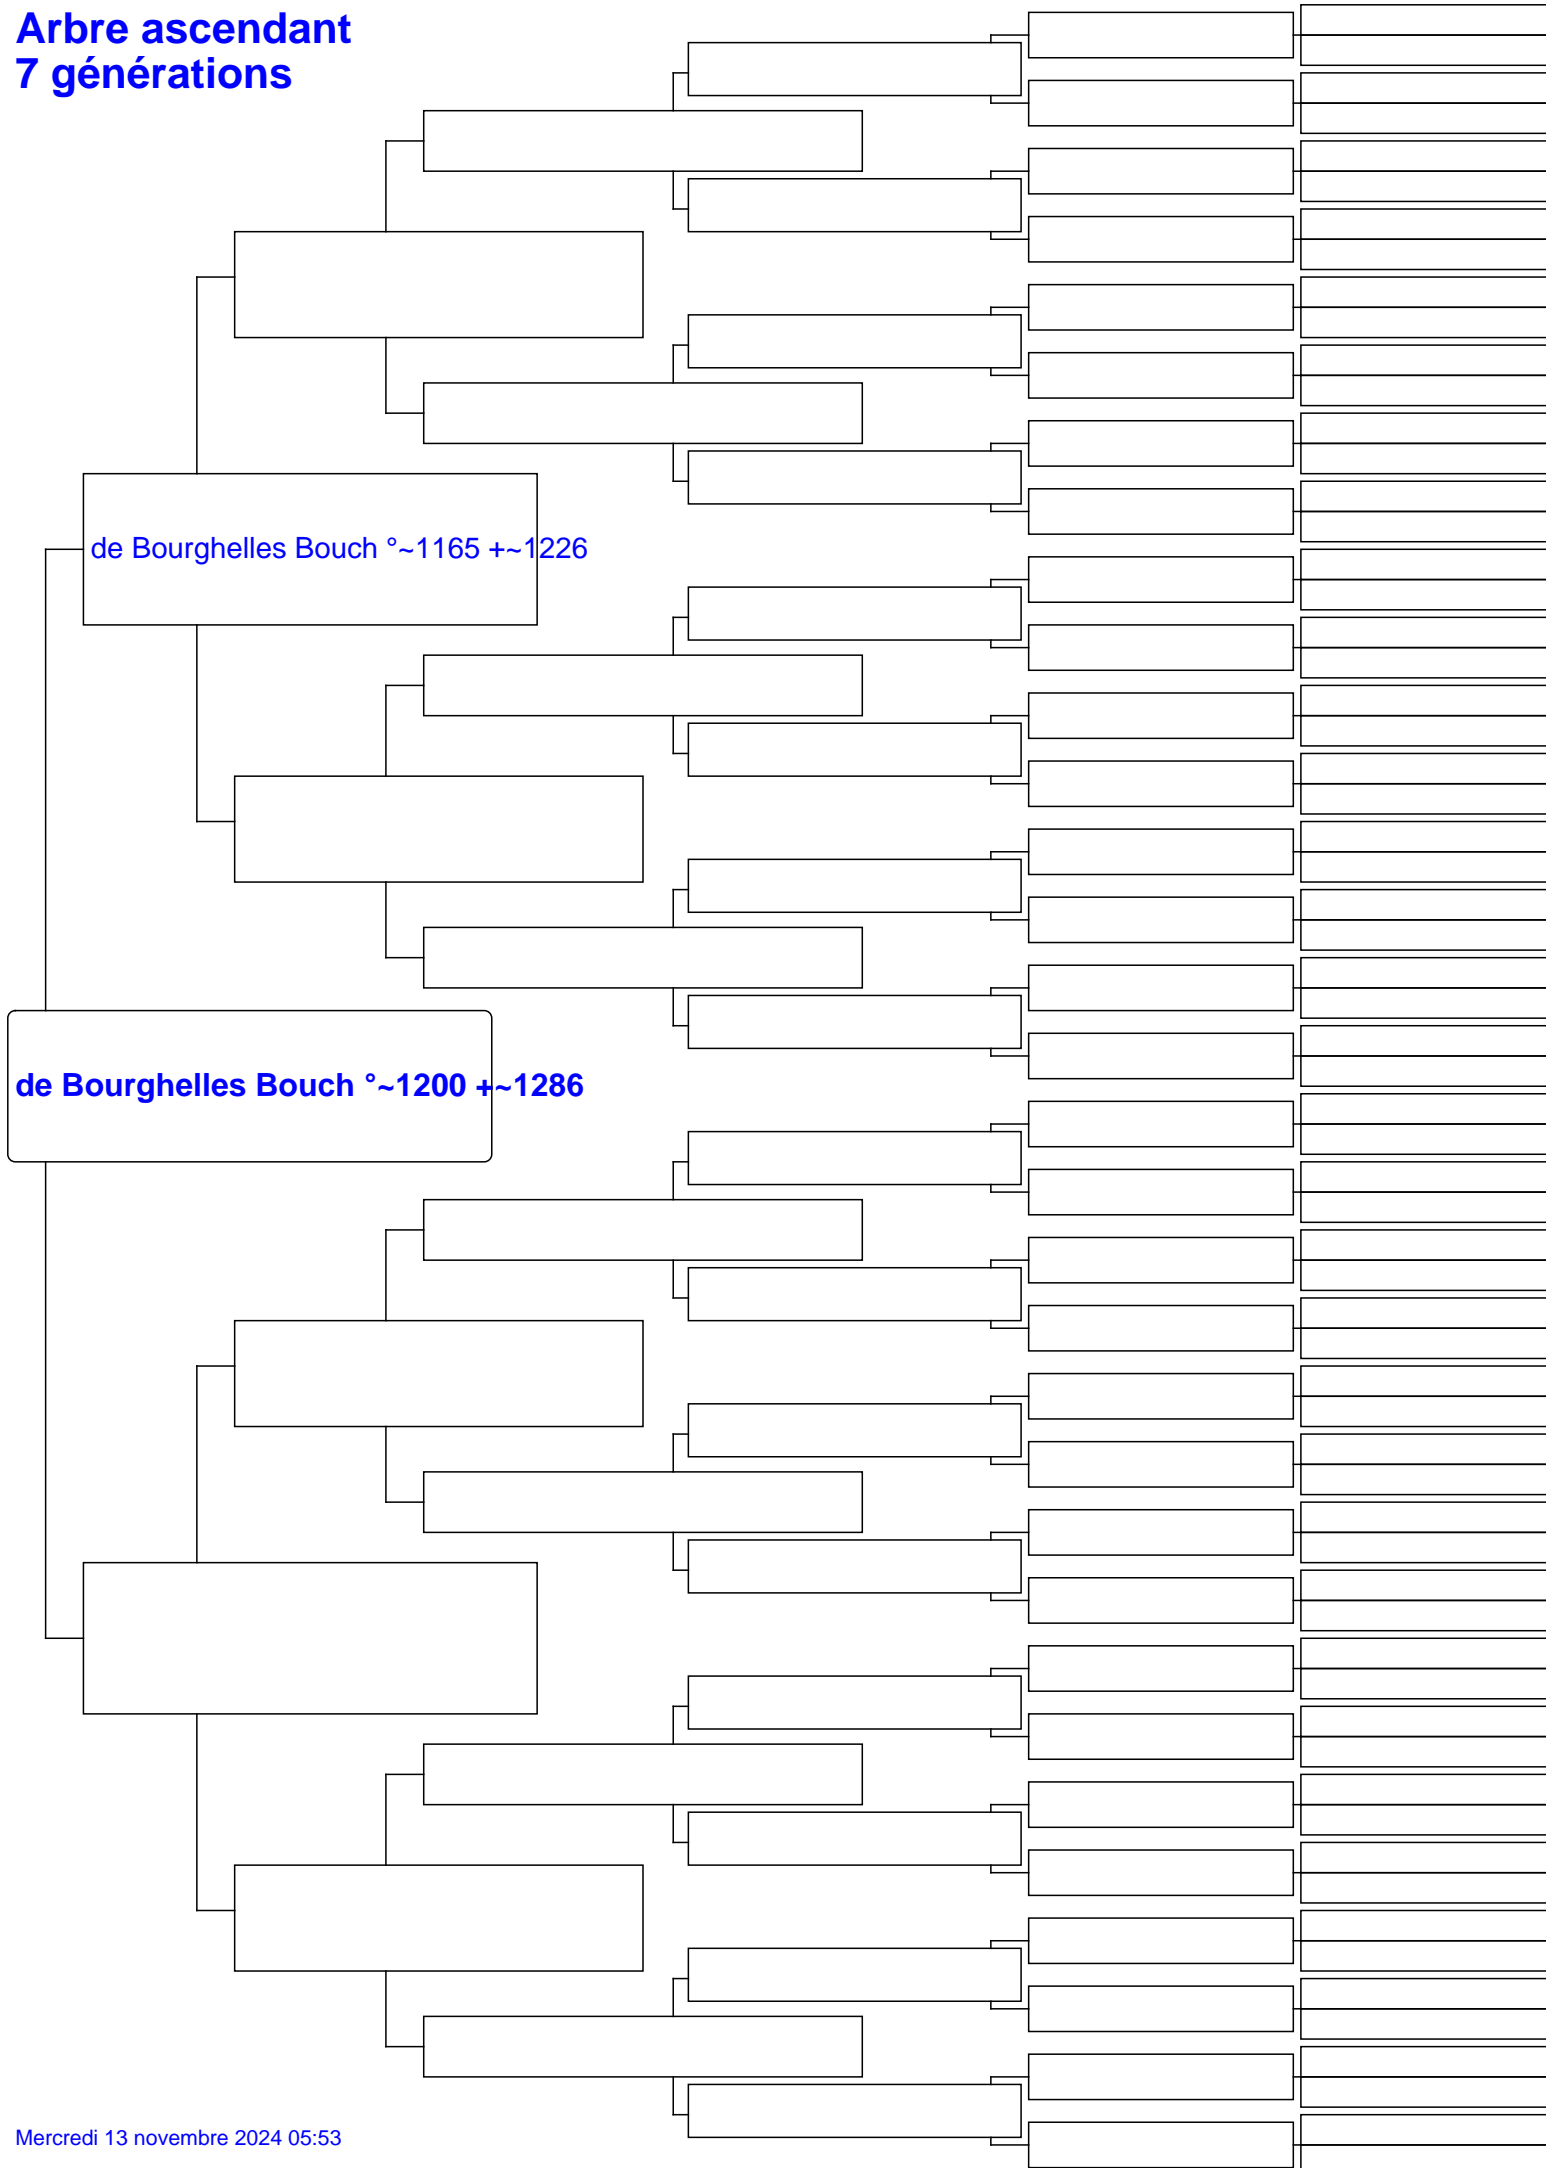 Arbre ascendant
7 générations
de Bourghelles Bouch °~1165 +~1226
de Bourghelles Bouch °~1200 +~1286
Mercredi 13 novembre 2024 05:53